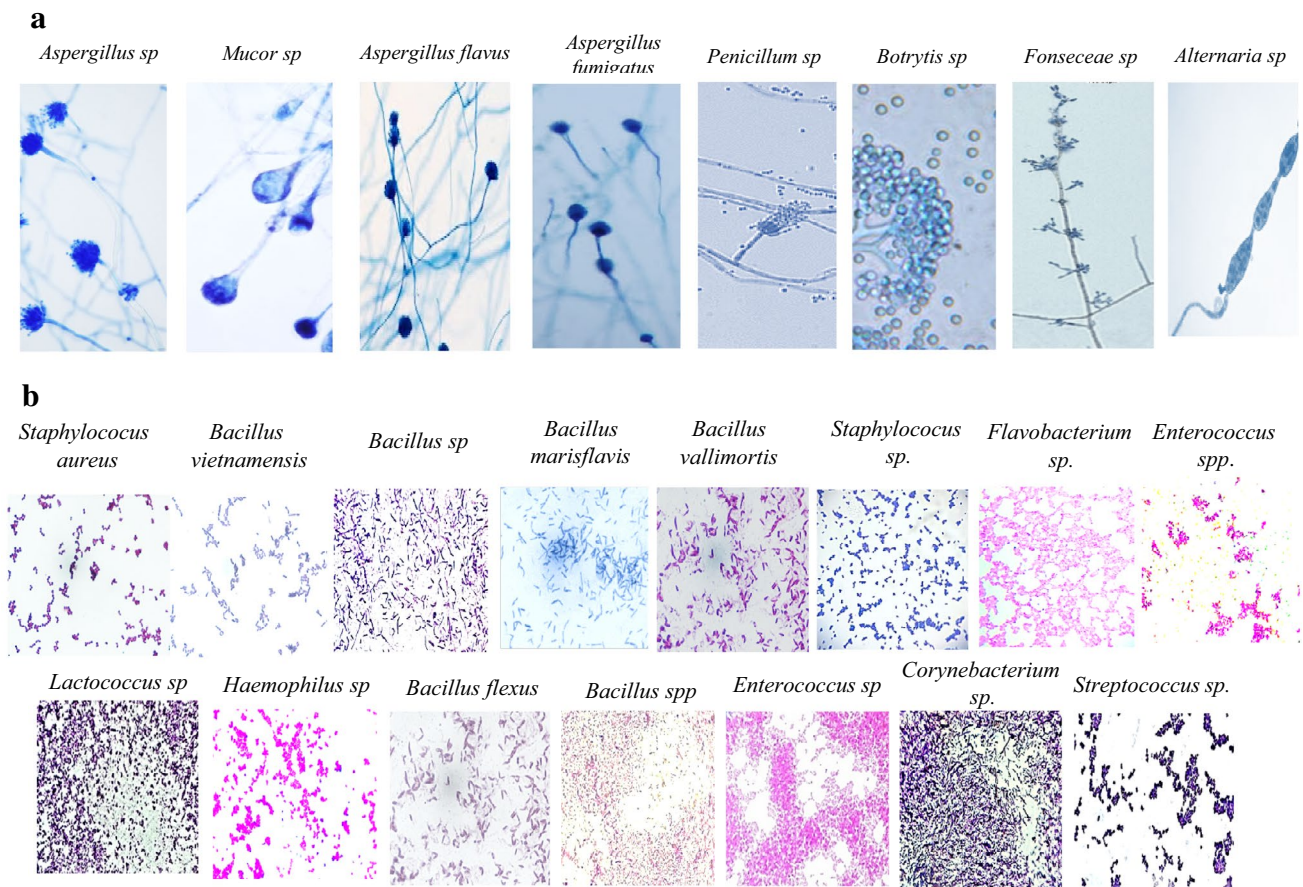 a
Aspergillus sp
Mucor sp
Aspergillus flavus
Aspergillus
fumigatus
Penicillum sp
Botrytis sp
Fonseceae sp
Alternaria sp
b
Staphylococus
aureus
Bacillus
vietnamensis
Bacillus sp
Bacillus
marisflavis
Bacillus
vallimortis
Staphylococus
sp.
Flavobacterium
sp.
Enterococcus
spp.
Lactococcus sp
Haemophilus sp
Bacillus flexus
Bacillus spp
Enterococcus sp
Corynebacterium
sp.
Streptococcus sp.